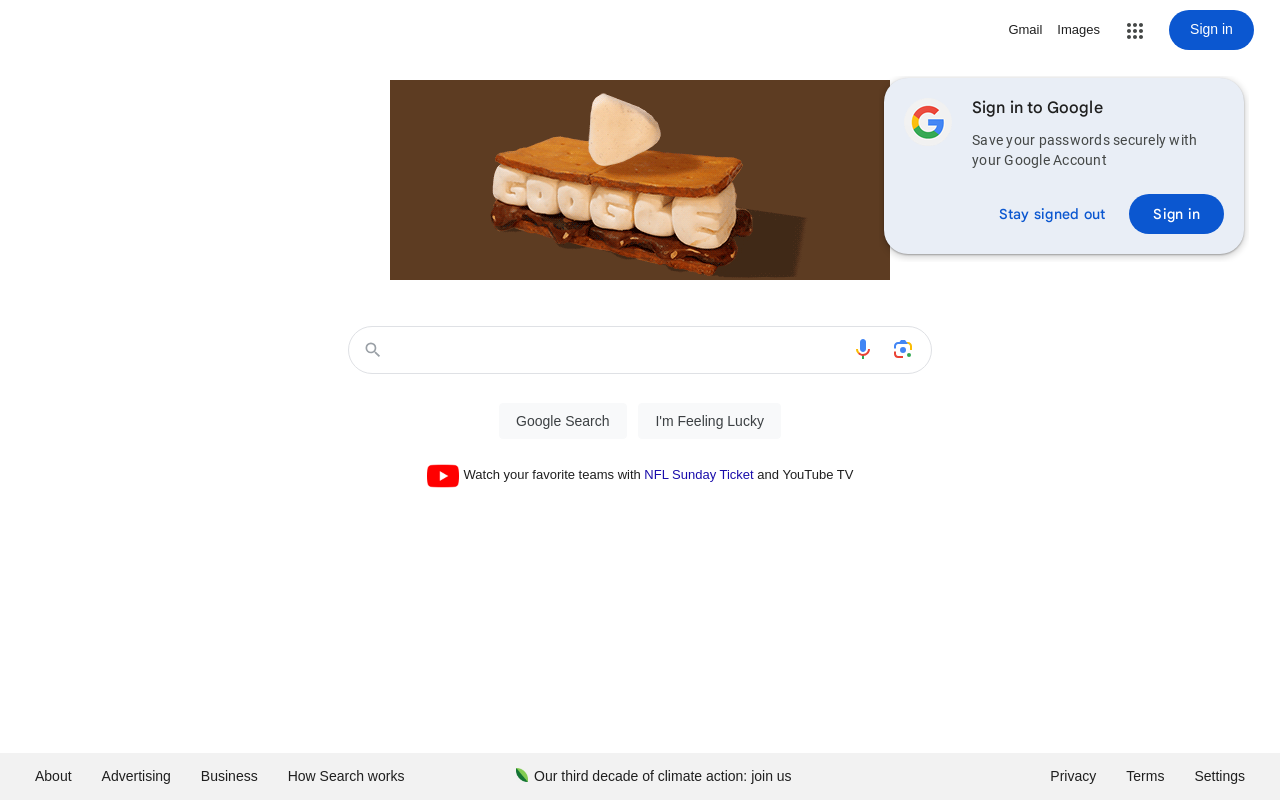 Gmail
Images
Sign in
GOOGLE
Sign in to Google
Save your passwords securely with
your Google Account
Stay signed out
Sign in
Google Search
I'm Feeling Lucky
Watch your favorite teams with NFL Sunday Ticket and YouTube TV
About
Advertising
Business
How Search works
Our third decade of climate action: join us
Privacy
Terms
Settings